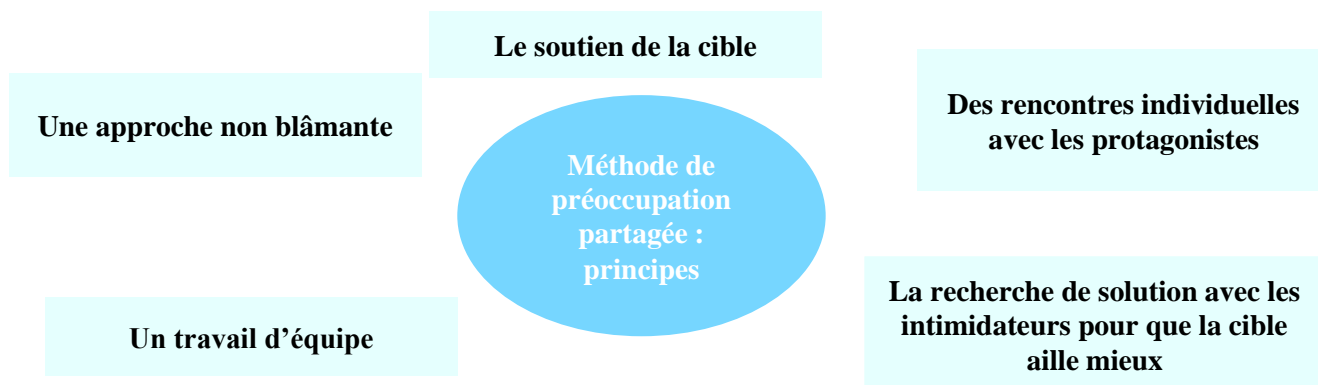 Le soutien de la cible
Une approche non blâmante
Des rencontres individuelles
avec les protagonistes
Méthode de
préoccupation
partagée :
principes
Un travail d’équipe
La recherche de solution avec les
intimidateurs pour que la cible
aille mieux